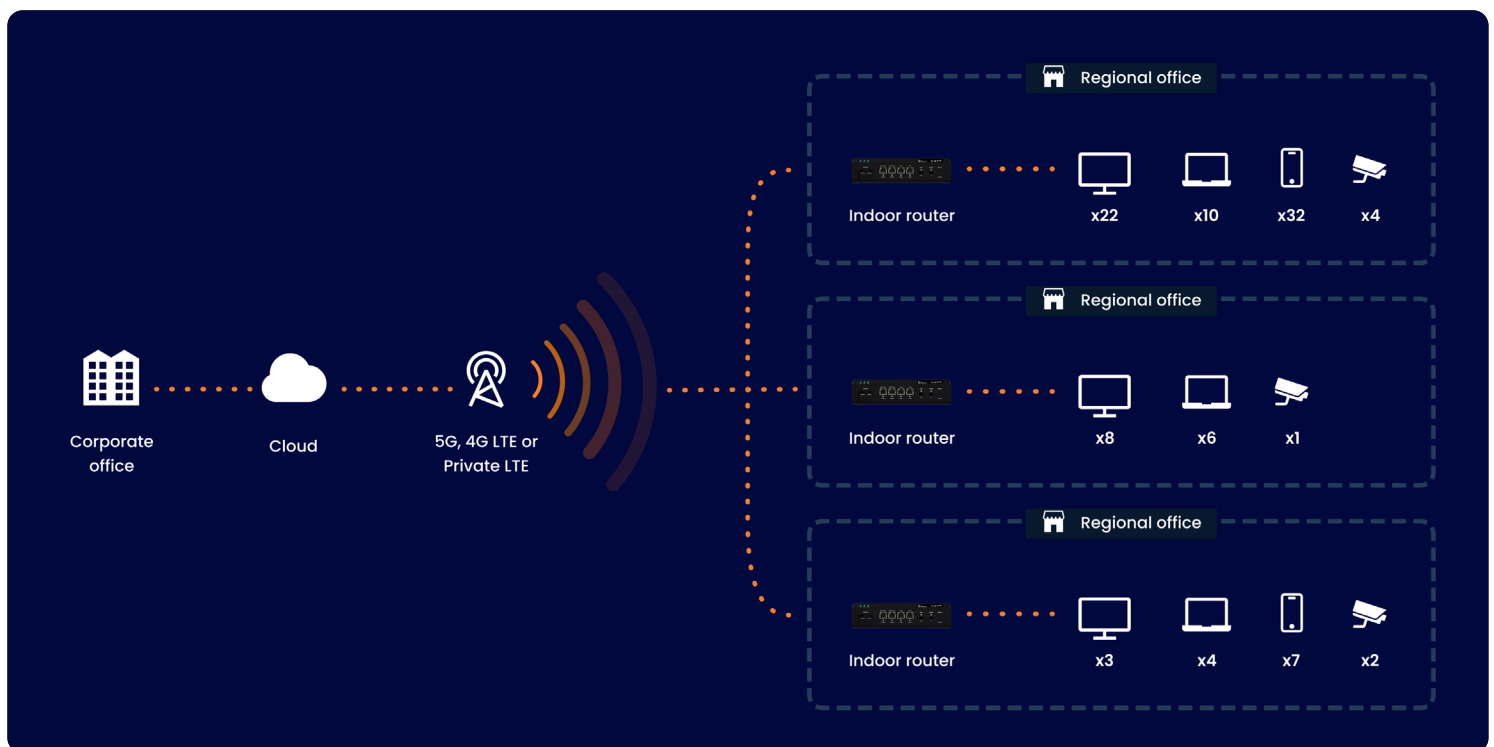 Regional office
Indoor router
x22
x10
x32
x4
Corporate
office
Cloud
5G, 4G LTE or
Private LTE
Regional office
Indoor router
x8
x6
x1
Regional office
Indoor router
x3
x4
x7
x2